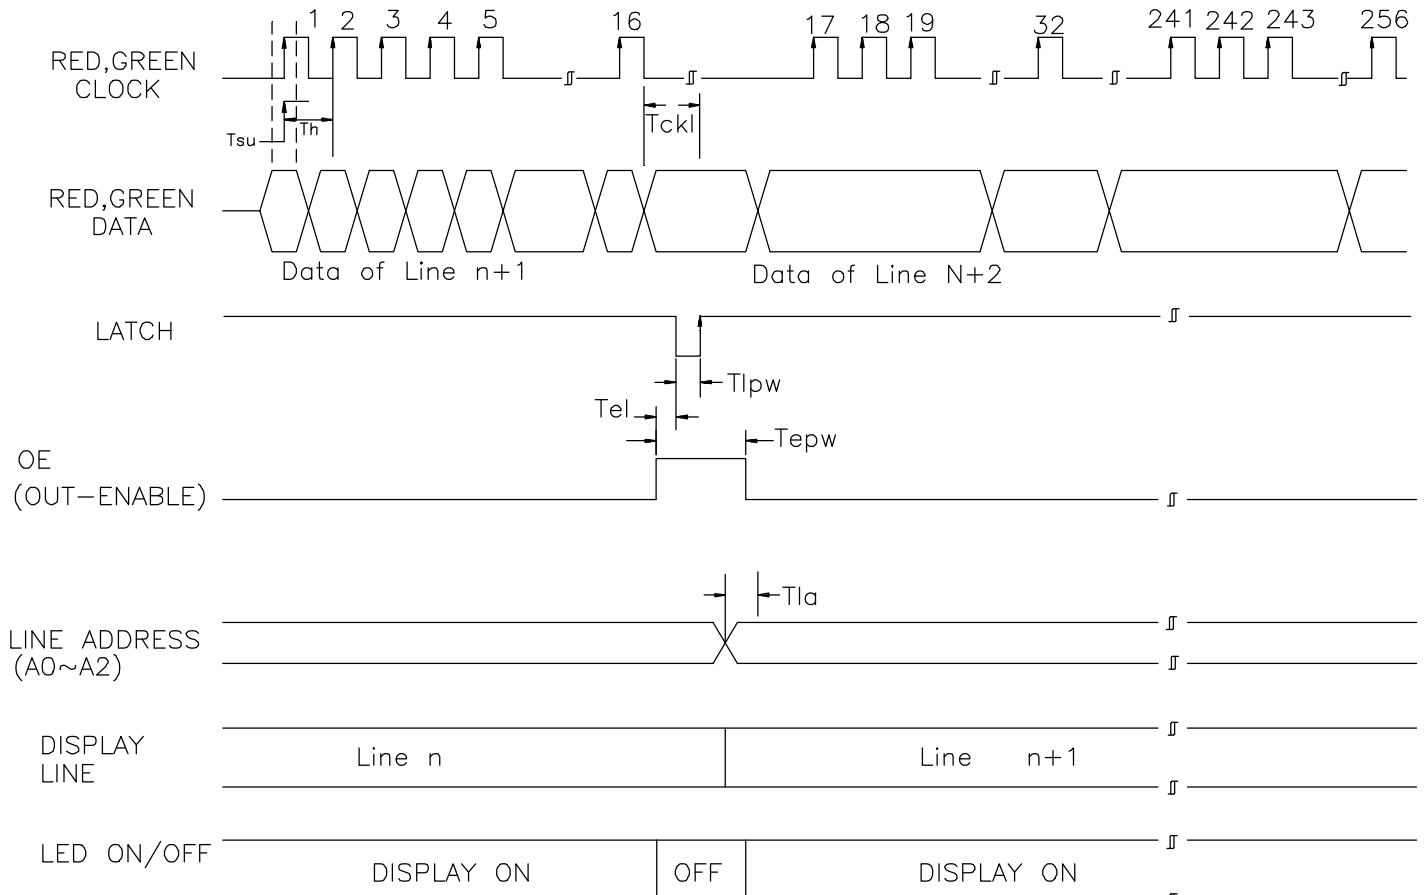 1 2 3 4 5 16 17 18 19 32 241 242 243 256
RED,GREEN
CLOCK
Tsu
Th
Tckl
RED,GREEN
DATA
Data of Line n+1
Data of Line N+2
LATCH
Tlpw
Tel
Tepw
OE
(OUT-ENABLE)
Tla
LINE ADDRESS
(A0~A2)
DISPLAY
LINE
Line n
Line n+1
LED ON/OFF
DISPLAY ON
OFF
DISPLAY ON